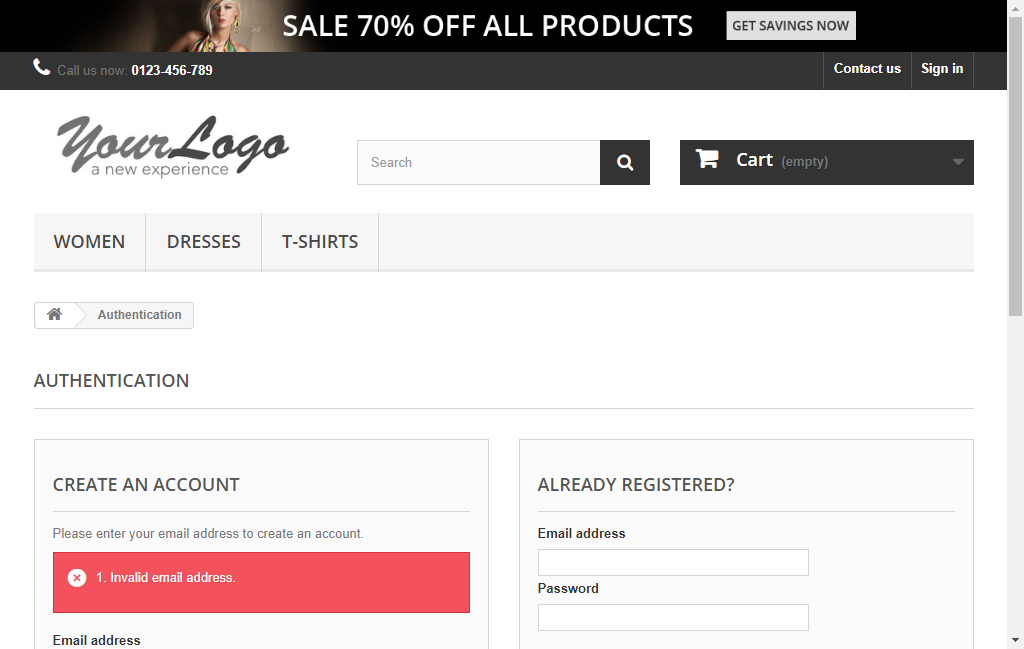 SALE 70% OFF ALL PRODUCTS
GET SAVINGS NOW
Call us now: 0123-456-789
Contact us
Sign in
YourLogo
a new experience
Search
Cart (empty)
WOMEN
DRESSES
T-SHIRTS
Authentication
AUTHENTICATION
CREATE AN ACCOUNT
Please enter your email address to create an account.
1. Invalid email address.
Email address
ALREADY REGISTERED?
Email address
Password